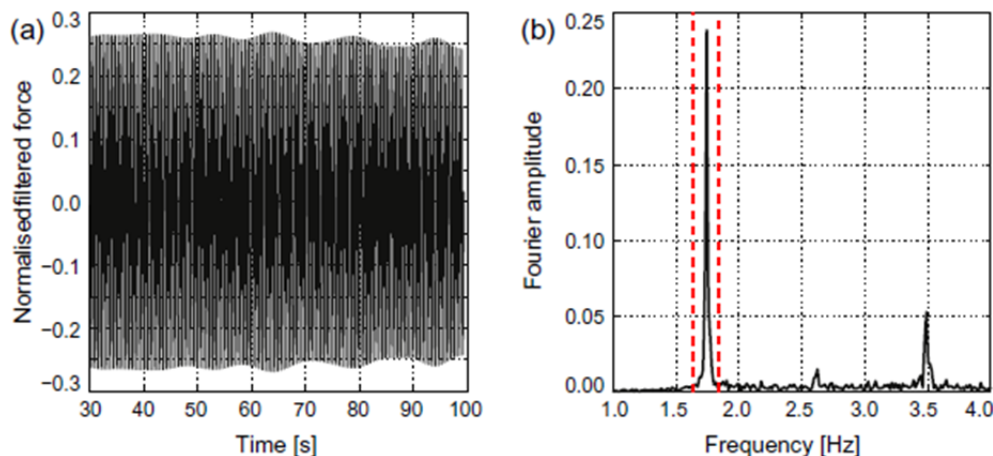 (a)
Normalisedfiltered force
0.3
0.2
0.1
0.0
−0.1
−0.2
−0.3
30 40 50 60 70 80 90 100
Time [s]
(b)
Fourier amplitude
0.25
0.20
0.15
0.10
0.05
0.00
1.0 1.5 2.0 2.5 3.0 3.5 4.0
Frequency [Hz]